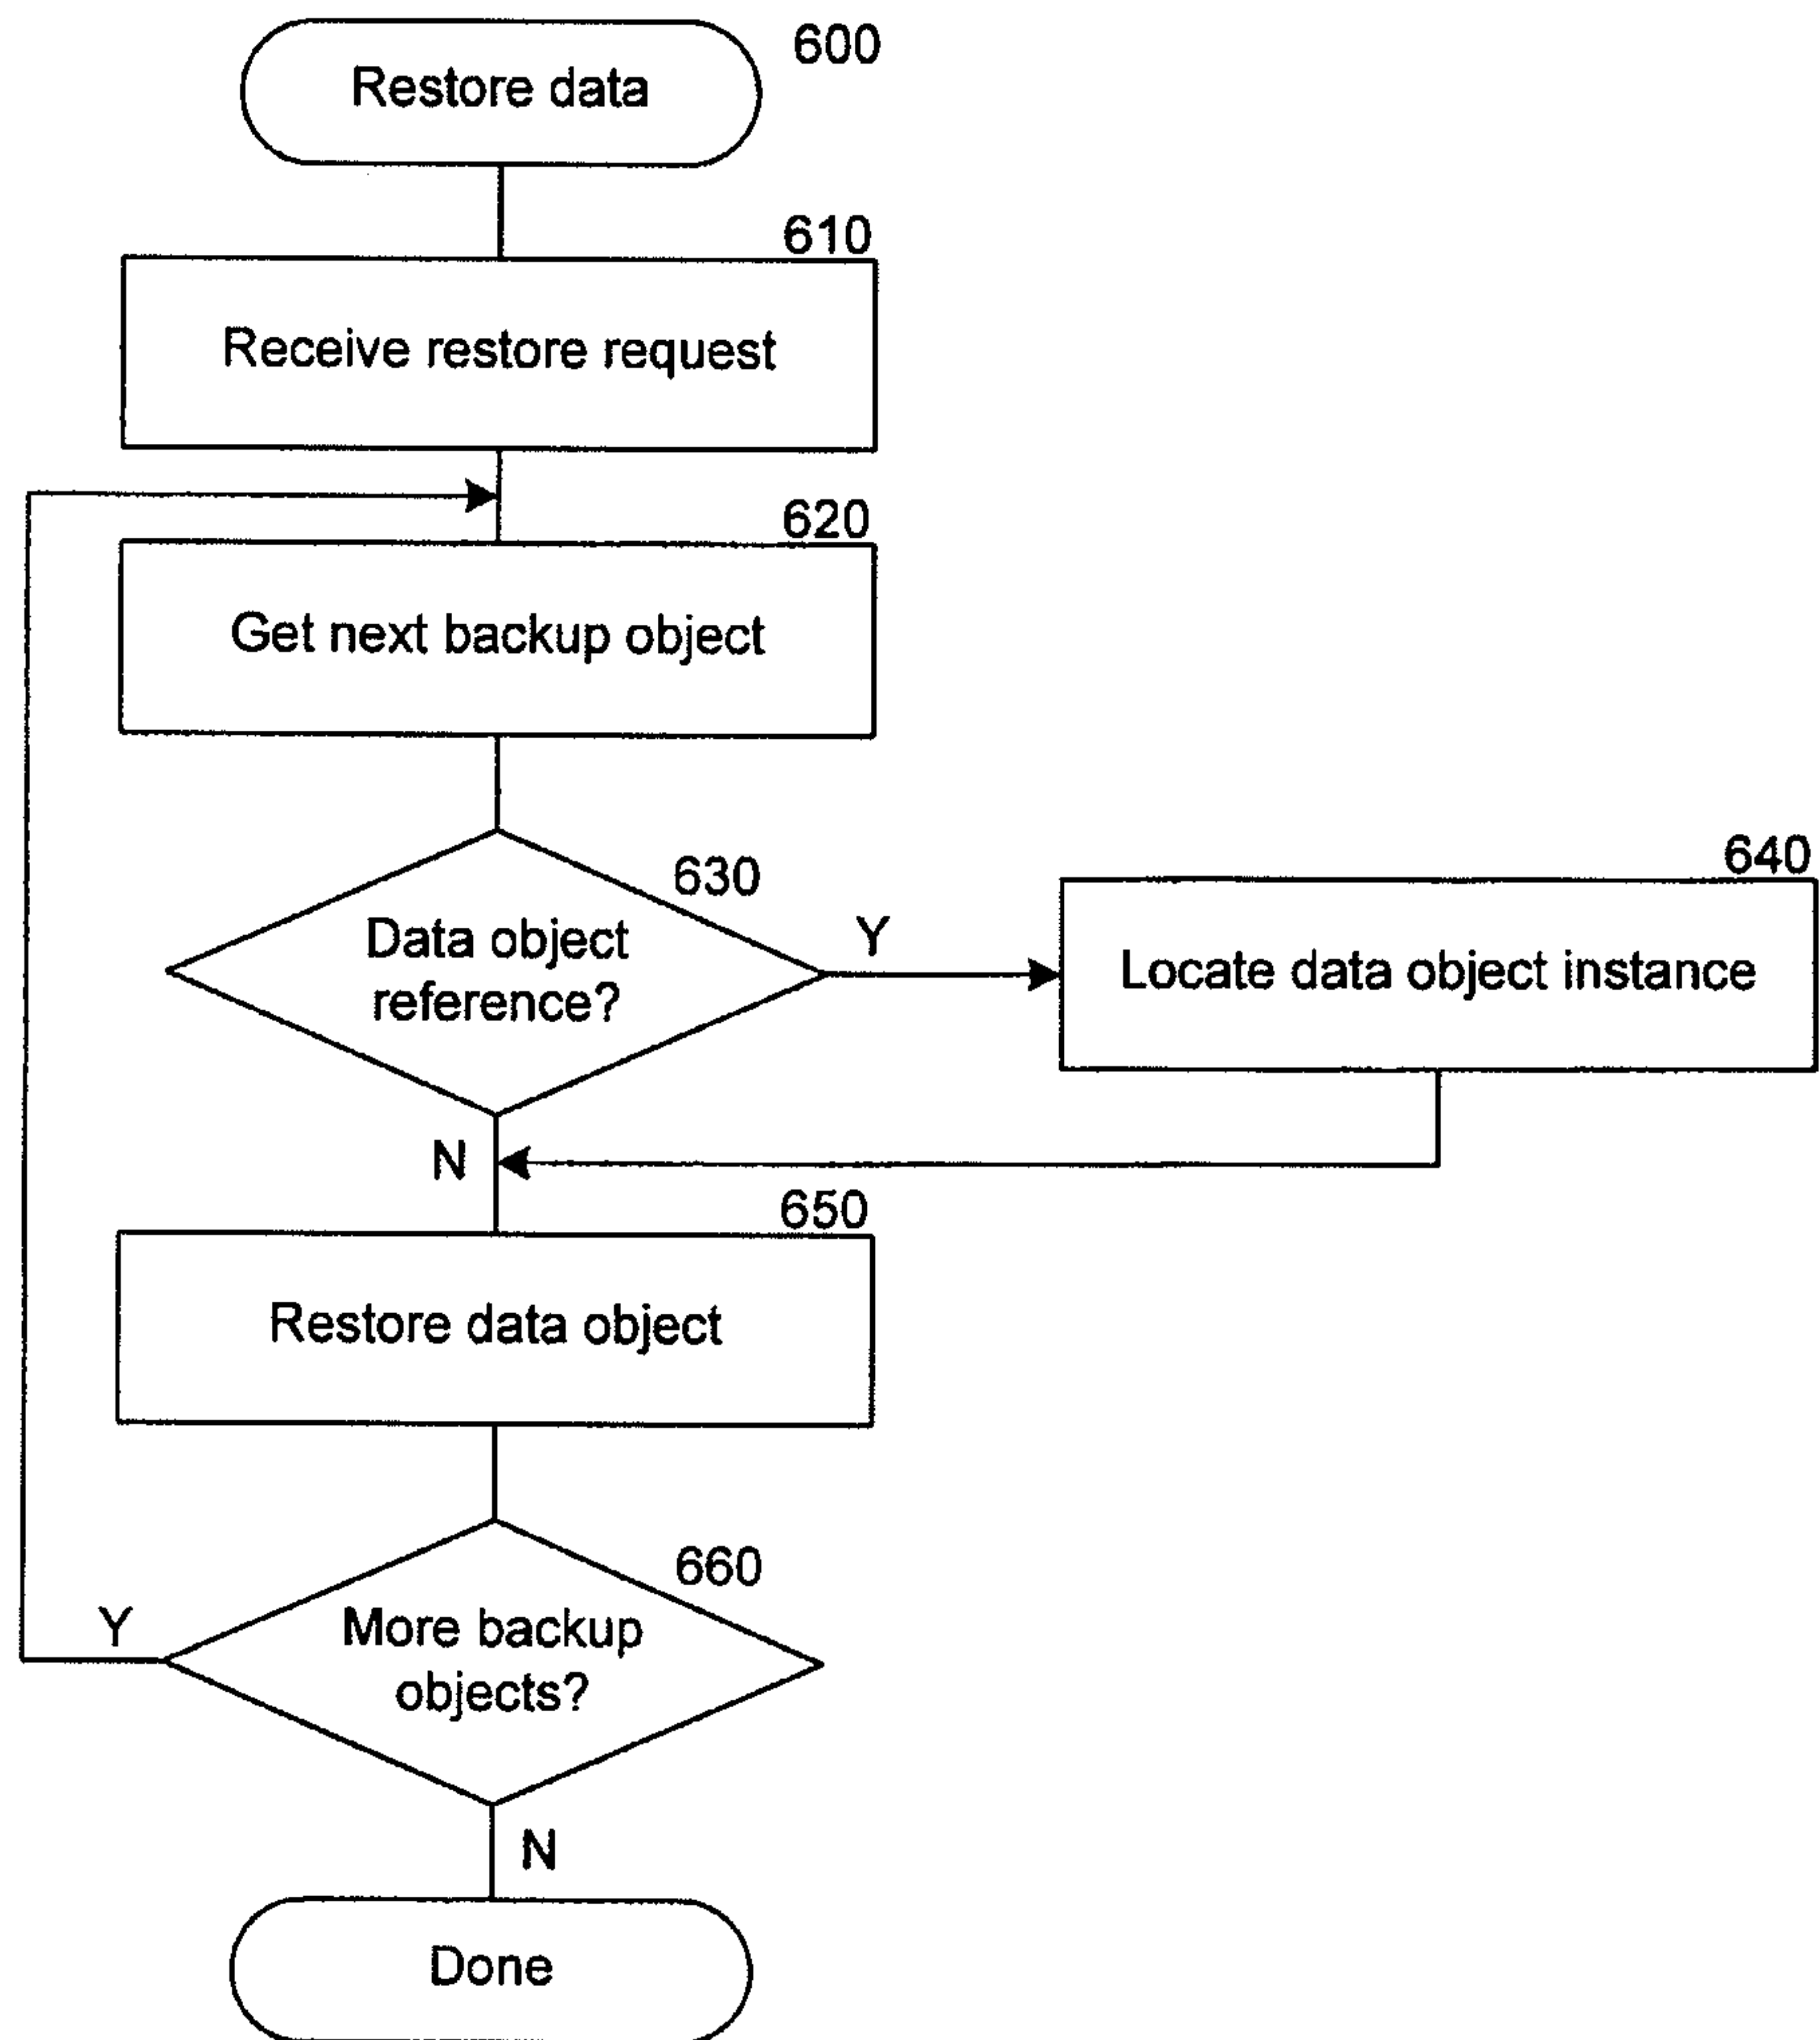 600
Restore data
610
Receive restore request
620
Get next backup object
630
Data object
reference?
Y
640
Locate data object instance
N
650
Restore data object
660
More backup
objects?
Y
N
Done